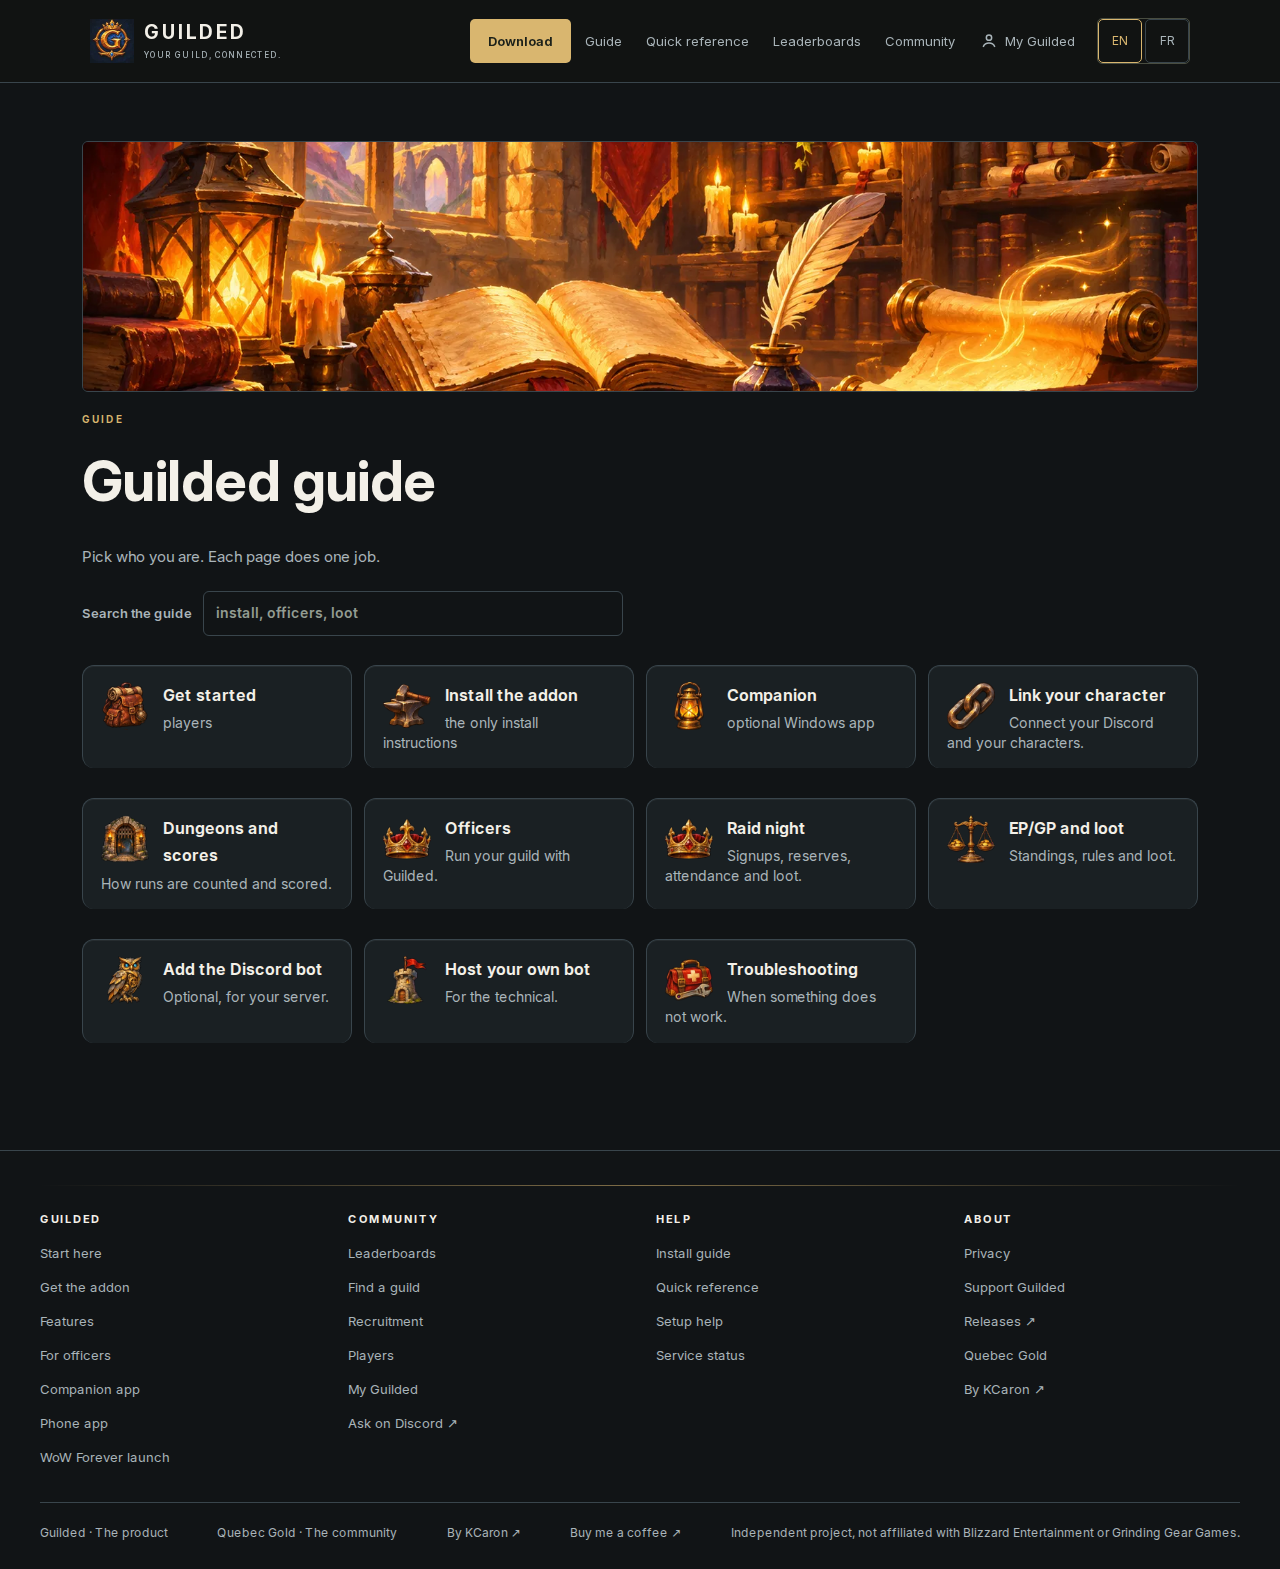 GUILDED
YOUR GUILD, CONNECTED.
Download
Guide
Quick reference
Leaderboards
Community
My Guilded
EN
FR
GUIDE
Guilded guide
Pick who you are. Each page does one job.
Search the guide
install, officers, loot
Get started
players
Install the addon
the only install
instructions
Companion
optional Windows app
Link your character
Connect your Discord
and your characters.
Dungeons and
scores
How runs are counted and scored.
Officers
Run your guild with
Guilded.
Raid night
Signups, reserves,
attendance and loot.
EP/GP and loot
Standings, rules and loot.
Add the Discord bot
Optional, for your server.
Host your own bot
For the technical.
Troubleshooting
When something does
not work.
GUILDED
Start here
Get the addon
Features
For officers
Companion app
Phone app
WoW Forever launch
COMMUNITY
Leaderboards
Find a guild
Recruitment
Players
My Guilded
Ask on Discord ↗
HELP
Install guide
Quick reference
Setup help
Service status
ABOUT
Privacy
Support Guilded
Releases ↗
Quebec Gold
By KCaron ↗
Guilded · The product
Quebec Gold · The community
By KCaron ↗
Buy me a coffee ↗
Independent project, not affiliated with Blizzard Entertainment or Grinding Gear Games.